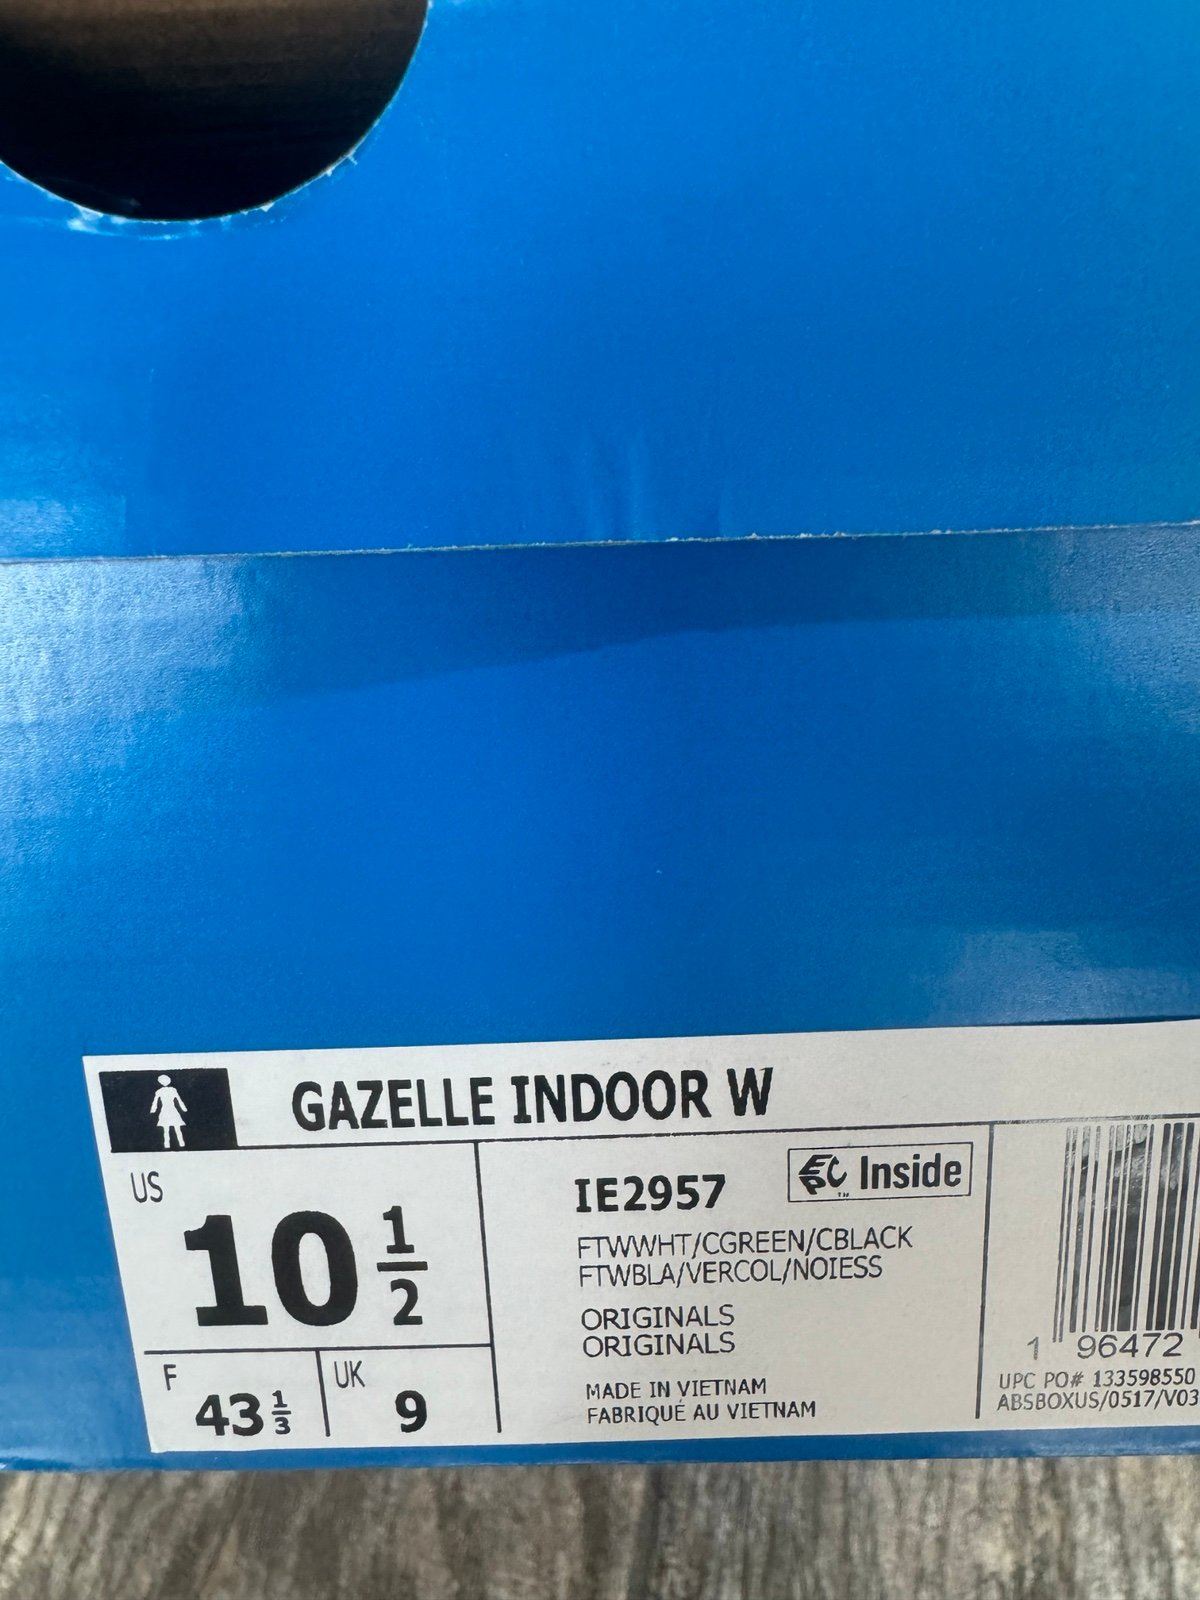 GAZELLE INDOOR W
US
10 1/2
F
43 1/3
UK
9
IE2957
EPC™ Inside
FTWWHT/CGREEN/CBLACK
FTWBLA/VERCOL/NOIESS
ORIGINALS
ORIGINALS
MADE IN VIETNAM
FABRIQUÉ AU VIETNAM
1 96472
UPC PO# 133598550
ABSBOXUS/0517/V03